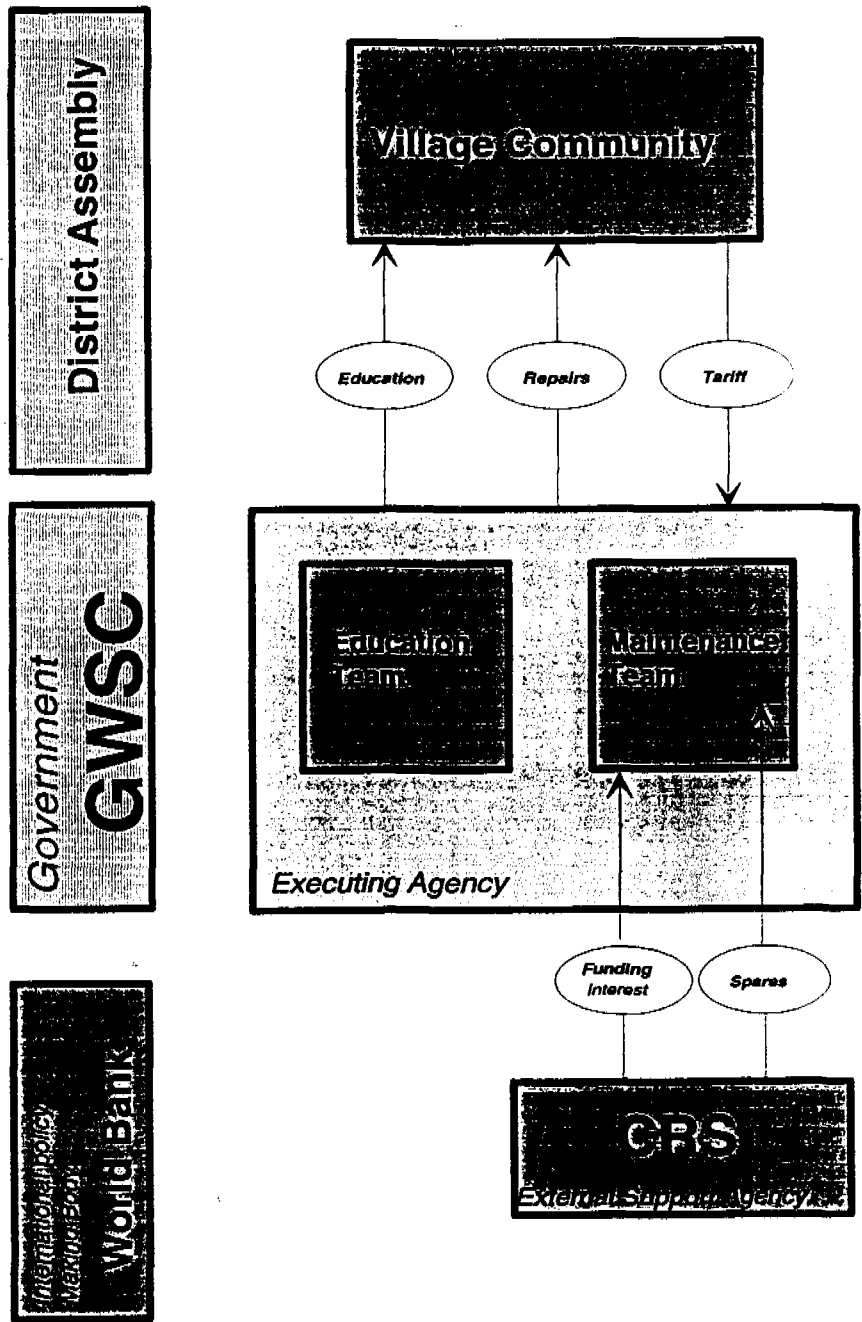 District Assembly
Village Community
Education
Repairs
Tariff
Government
GWSC
Education
Team
Maintenance
Team
Executing Agency
Funding
Interest
Spares
International policy
Making Body
World Bank
CRS
External Support Agency